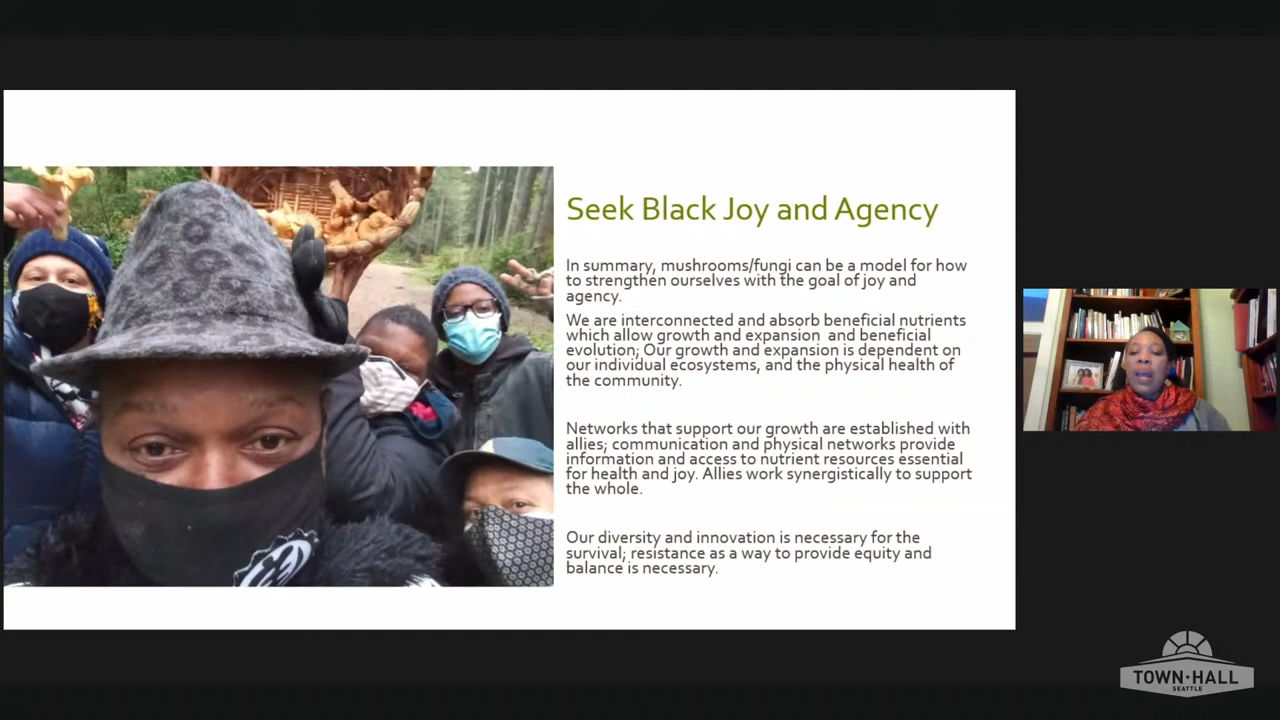 Seek Black Joy and Agency
In summary, mushrooms/fungi can be a model for how
to strengthen ourselves with the goal of joy and
agency.
We are interconnected and absorb beneficial nutrients
which allow growth and expansion and beneficial
evolution; Our growth and expansion is dependent on
our individual ecosystems, and the physical health of
the community.
Networks that support our growth are established with
allies; communication and physical networks provide
information and access to nutrient resources essential
for health and joy. Allies work synergistically to support
the whole.
Our diversity and innovation is necessary for the
survival; resistance as a way to provide equity and
balance is necessary.
TOWN·HALL
SEATTLE